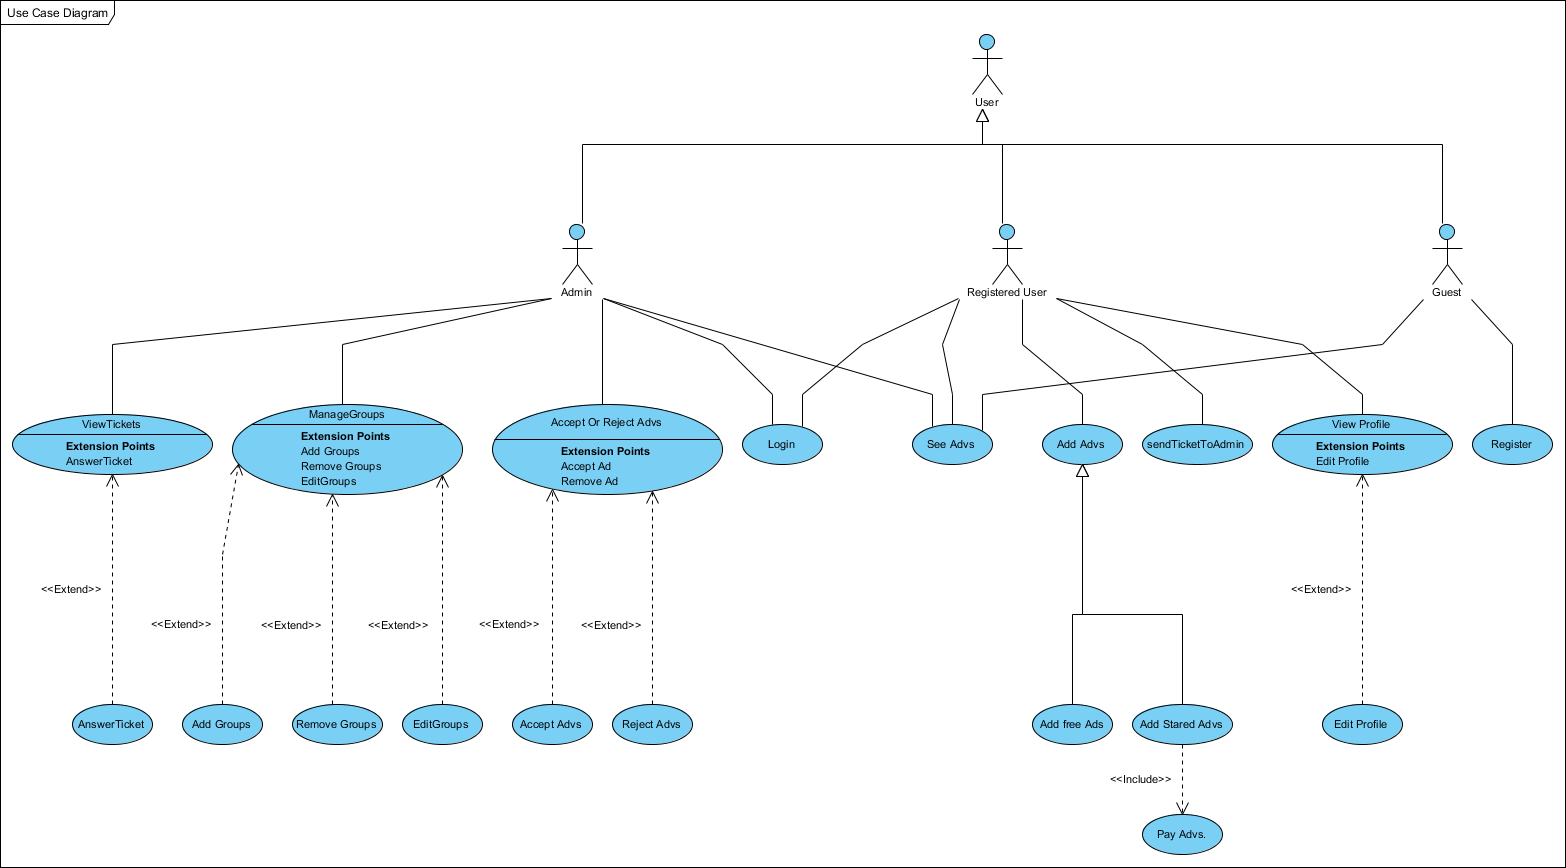 Use Case Diagram
User
Admin
Registered User
Guest
ViewTickets
Extension Points
AnswerTicket
ManageGroups
Extension Points
Add Groups
Remove Groups
EditGroups
Accept Or Reject Advs
Extension Points
Accept Ad
Remove Ad
Login
See Advs
Add Advs
sendTicketToAdmin
View Profile
Extension Points
Edit Profile
Register
<<Extend>>
<<Extend>>
<<Extend>>
<<Extend>>
<<Extend>>
<<Extend>>
<<Extend>>
AnswerTicket
Add Groups
Remove Groups
EditGroups
Accept Advs
Reject Advs
Add free Ads
Add Stared Advs
Edit Profile
<<Include>>
Pay Advs.